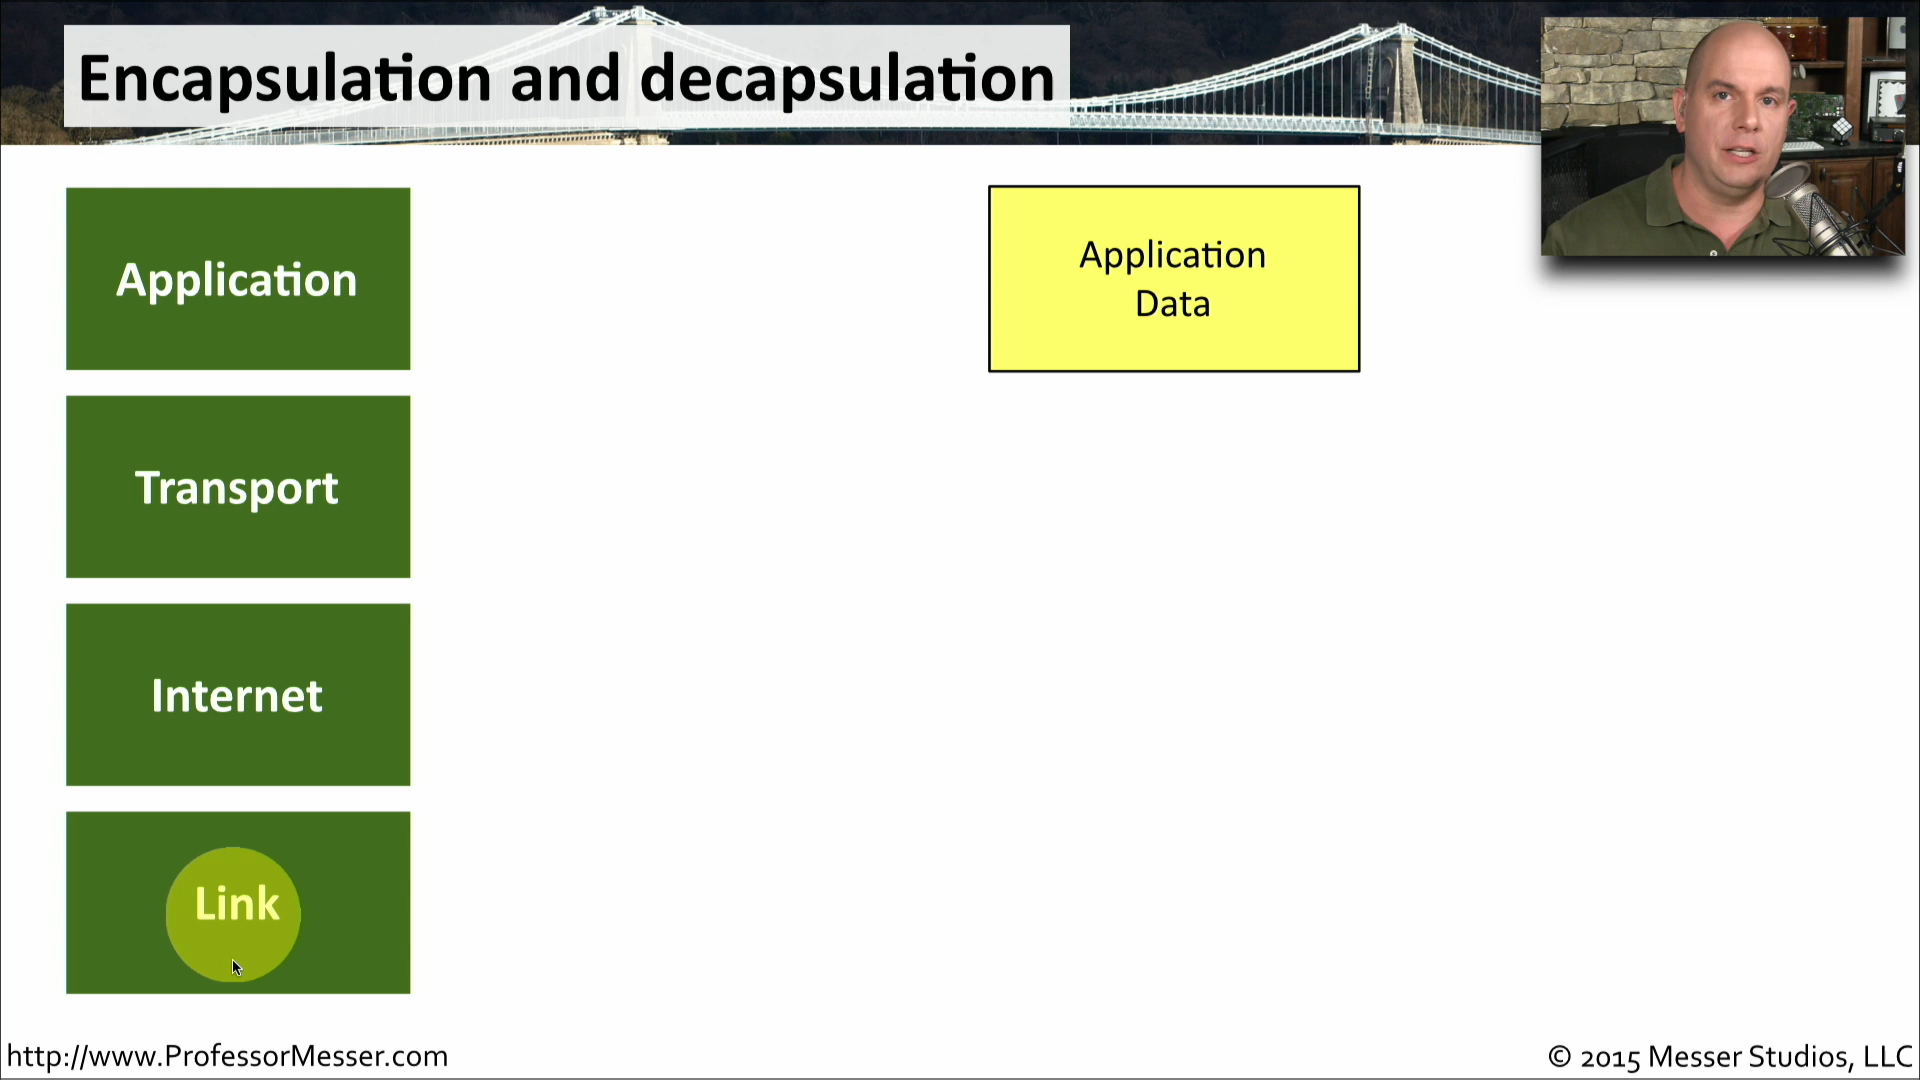 Encapsulation and decapsulation
Application
Application
Data
Transport
Internet
Link
http://www.ProfessorMesser.com
© 2015 Messer Studios, LLC